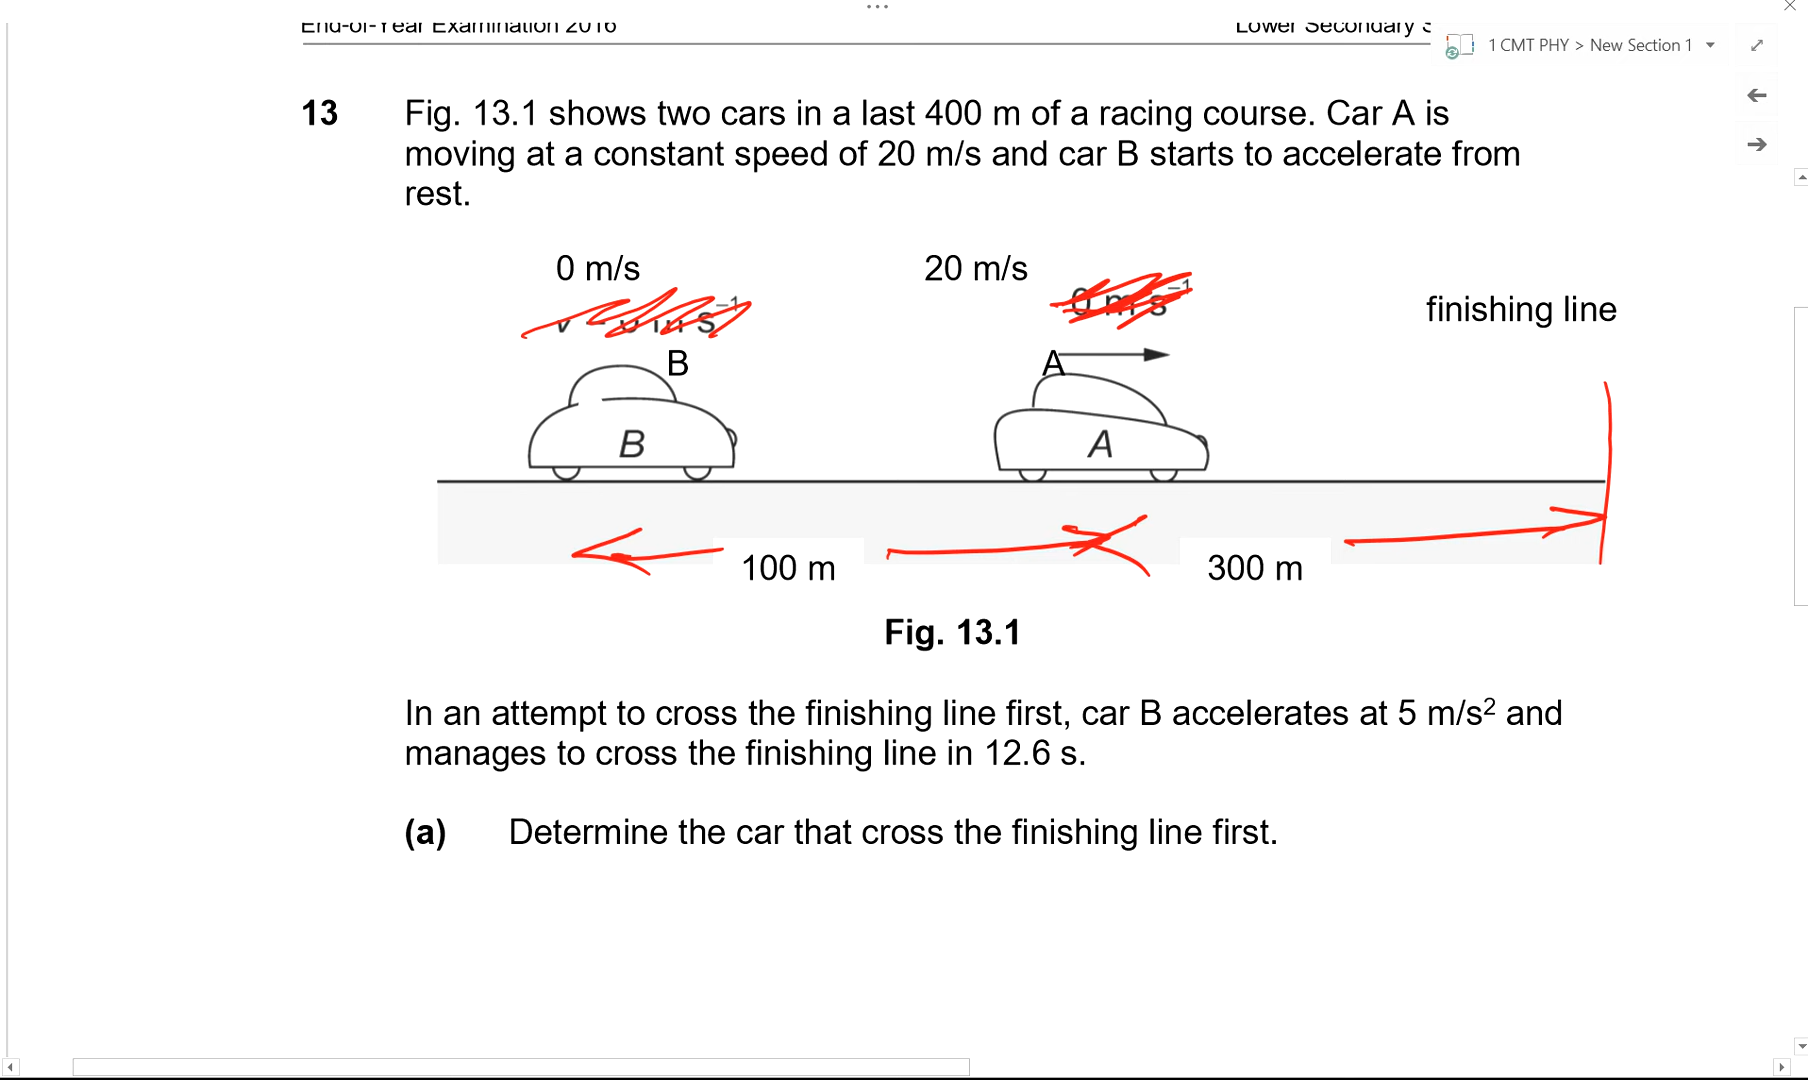 End-of-Year Examination 2016
Lower Secondary
1 CMT PHY > New Section 1
13 Fig. 13.1 shows two cars in a last 400 m of a racing course. Car A is
moving at a constant speed of 20 m/s and car B starts to accelerate from
rest.
0 m/s 20 m/s
0 m s⁻¹
finishing line
B A
B A
100 m 300 m
Fig. 13.1
In an attempt to cross the finishing line first, car B accelerates at 5 m/s² and
manages to cross the finishing line in 12.6 s.
(a) Determine the car that cross the finishing line first.